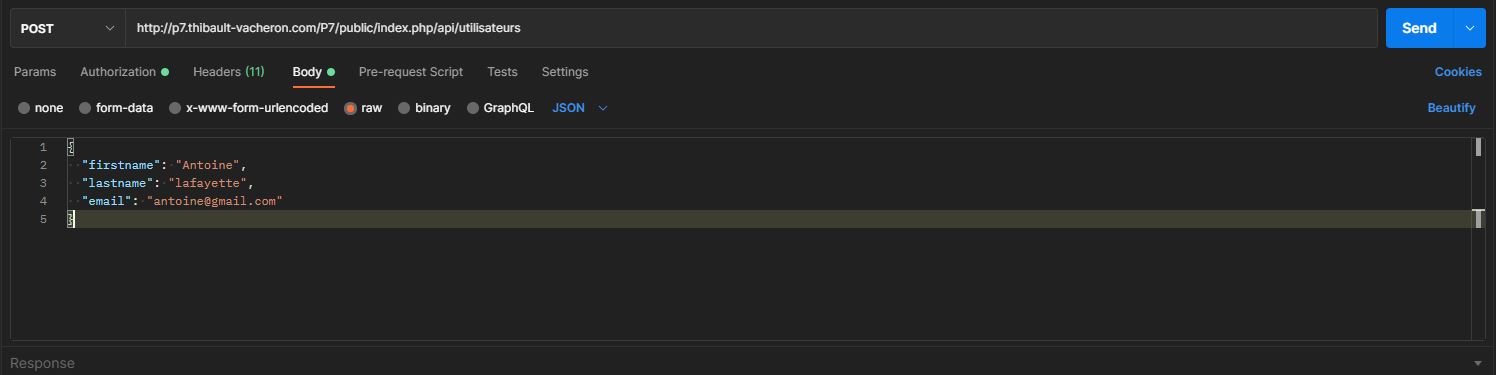 POST http://p7.thibault-vacheron.com/P7/public/index.php/api/utilisateurs Send
Params Authorization Headers (11) Body Pre-request Script Tests Settings Cookies
none form-data x-www-form-urlencoded raw binary GraphQL JSON Beautify
1 {
2 "firstname": "Antoine",
3 "lastname": "lafayette",
4 "email": "antoine@gmail.com"
5 }
Response